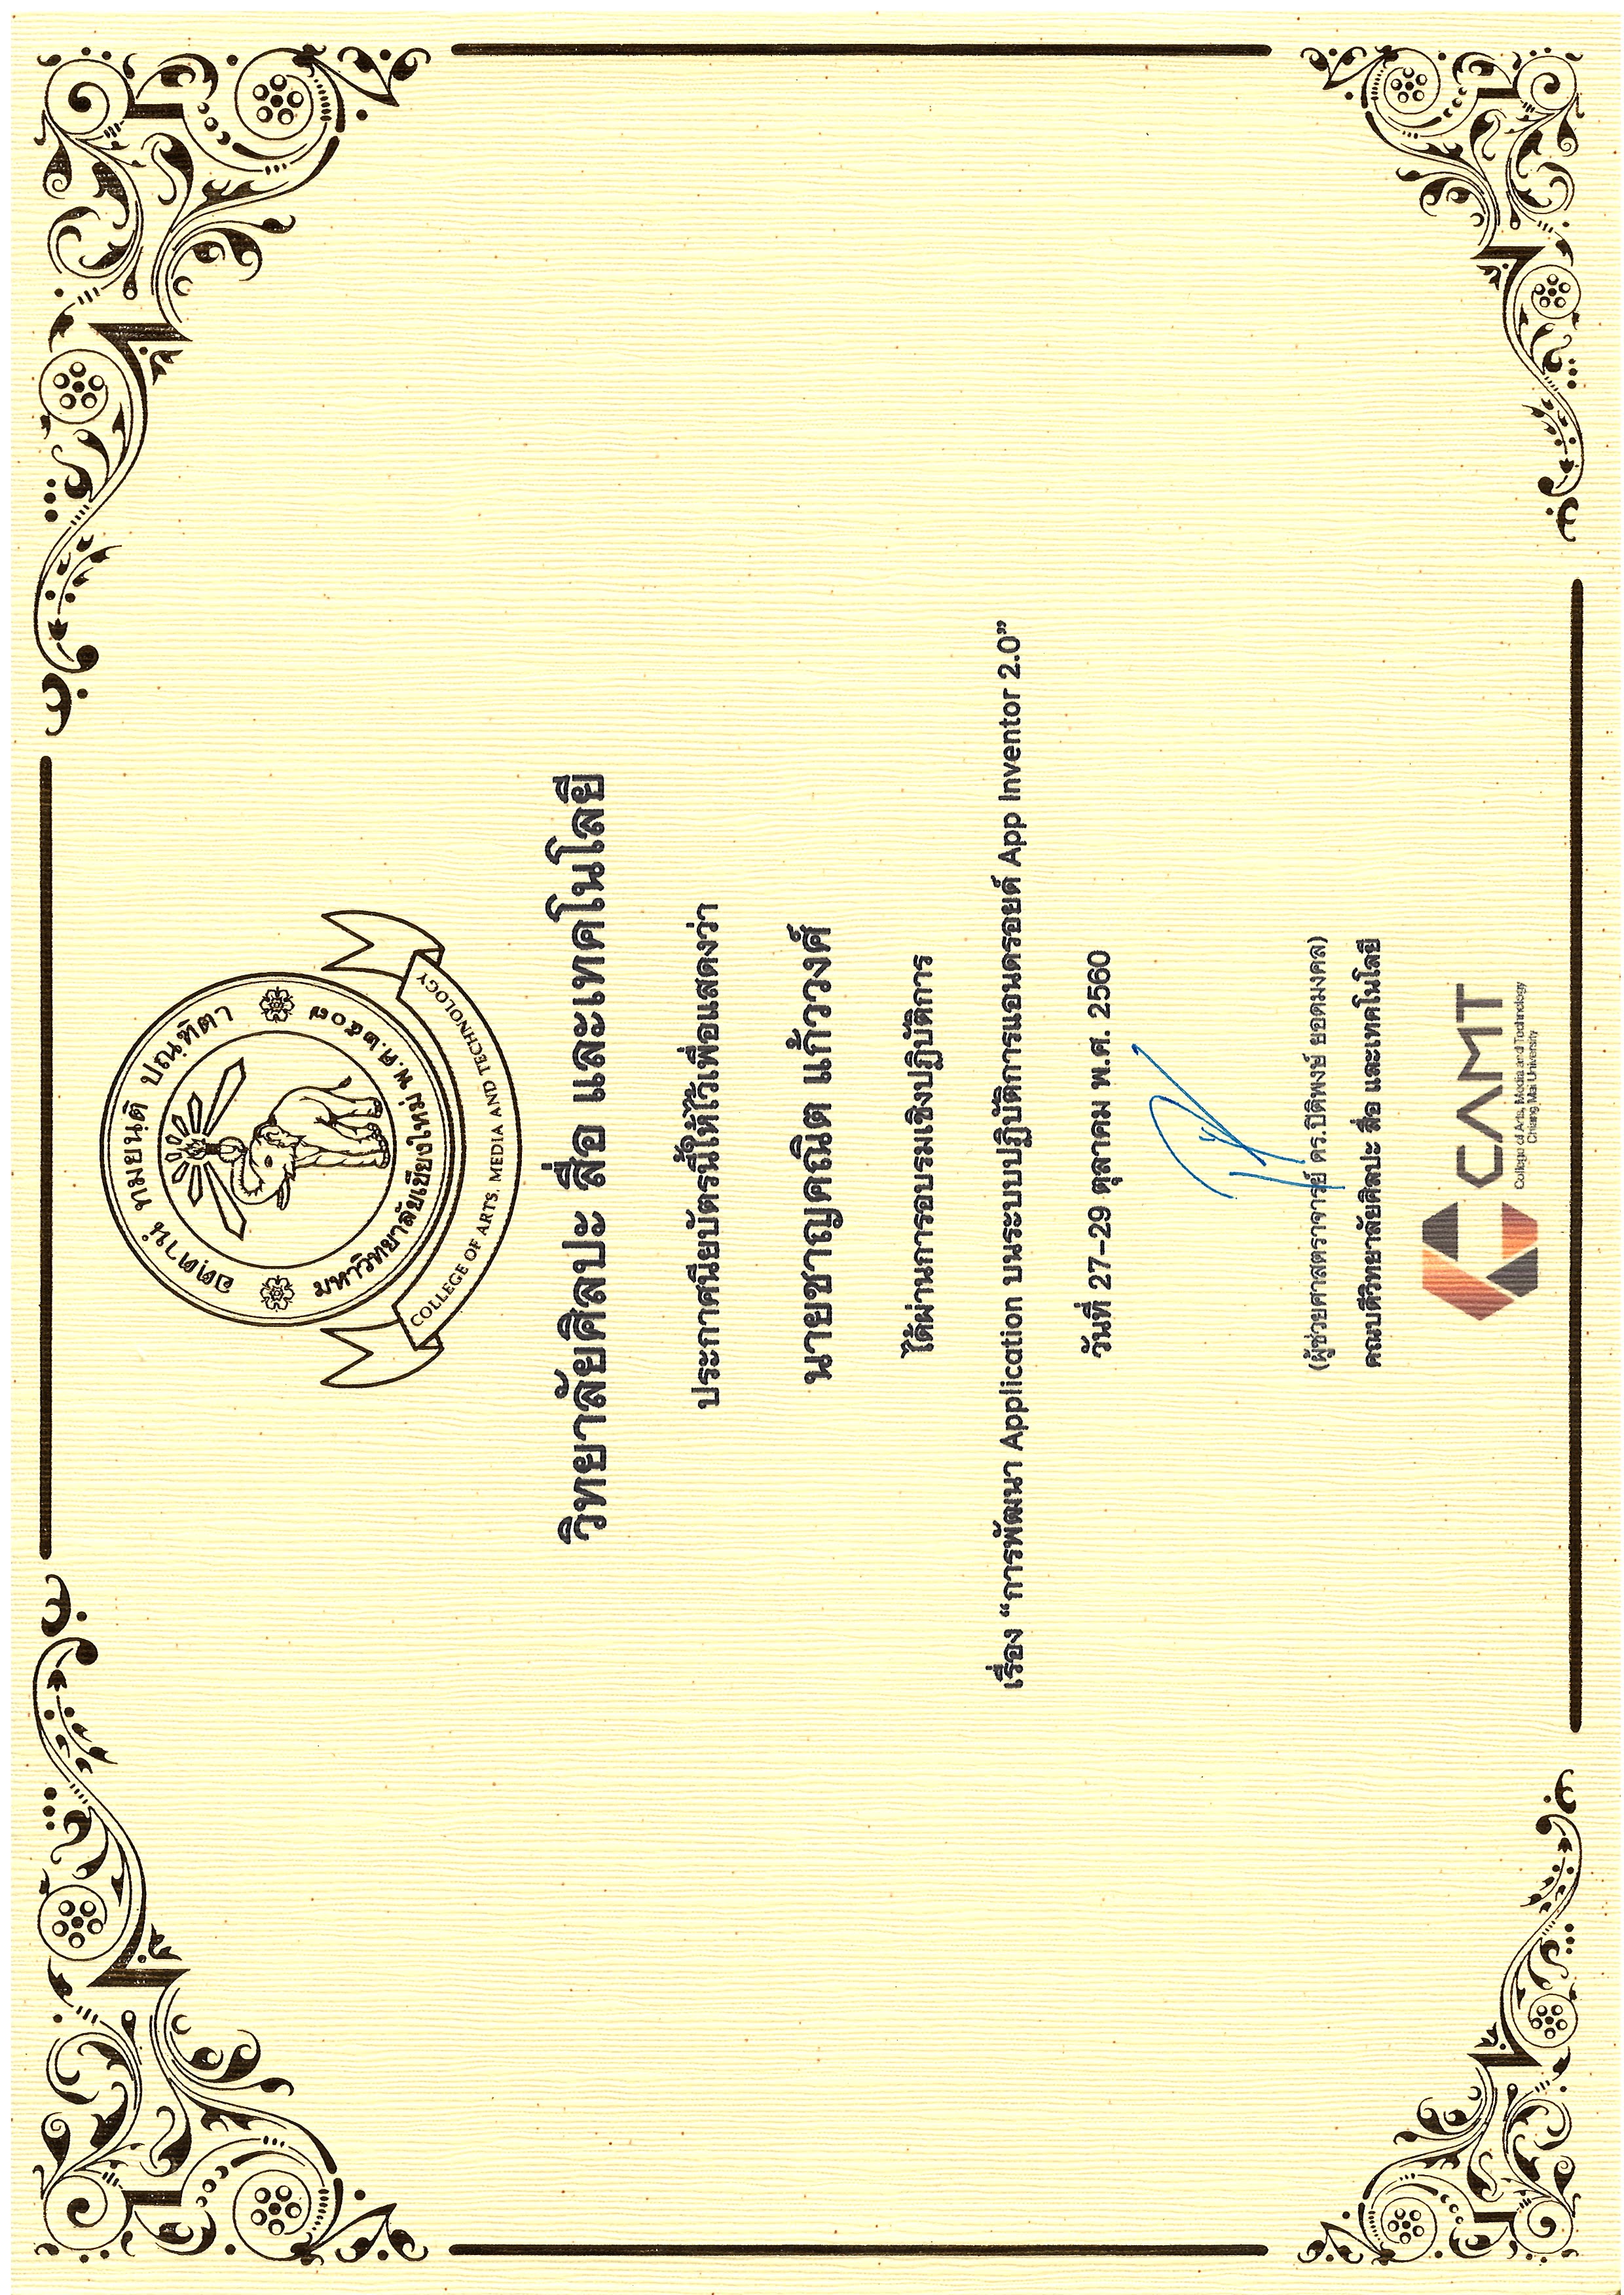 อตฺตานํ ทมยนฺติ ปณฺฑิตา
มหาวิทยาลัยเชียงใหม่ พ.ศ.๒๕๐๗
COLLEGE OF ARTS, MEDIA AND TECHNOLOGY
วิทยาลัยศิลปะ สื่อ และเทคโนโลยี
ประกาศนียบัตรนี้ให้ไว้เพื่อแสดงว่า
นายชาญคณิต แก้ววงศ์
ได้ผ่านการอบรมเชิงปฏิบัติการ
เรื่อง “การพัฒนา Application บนระบบปฏิบัติการแอนดรอยด์ App Inventor 2.0”
วันที่ 27-29 ตุลาคม พ.ศ. 2560
(ผู้ช่วยศาสตราจารย์ ดร.ปิติพงษ์ ยอดมงคล)
คณบดีวิทยาลัยศิลปะ สื่อ และเทคโนโลยี
CAMT
College of Arts, Media and Technology
Chiang Mai University